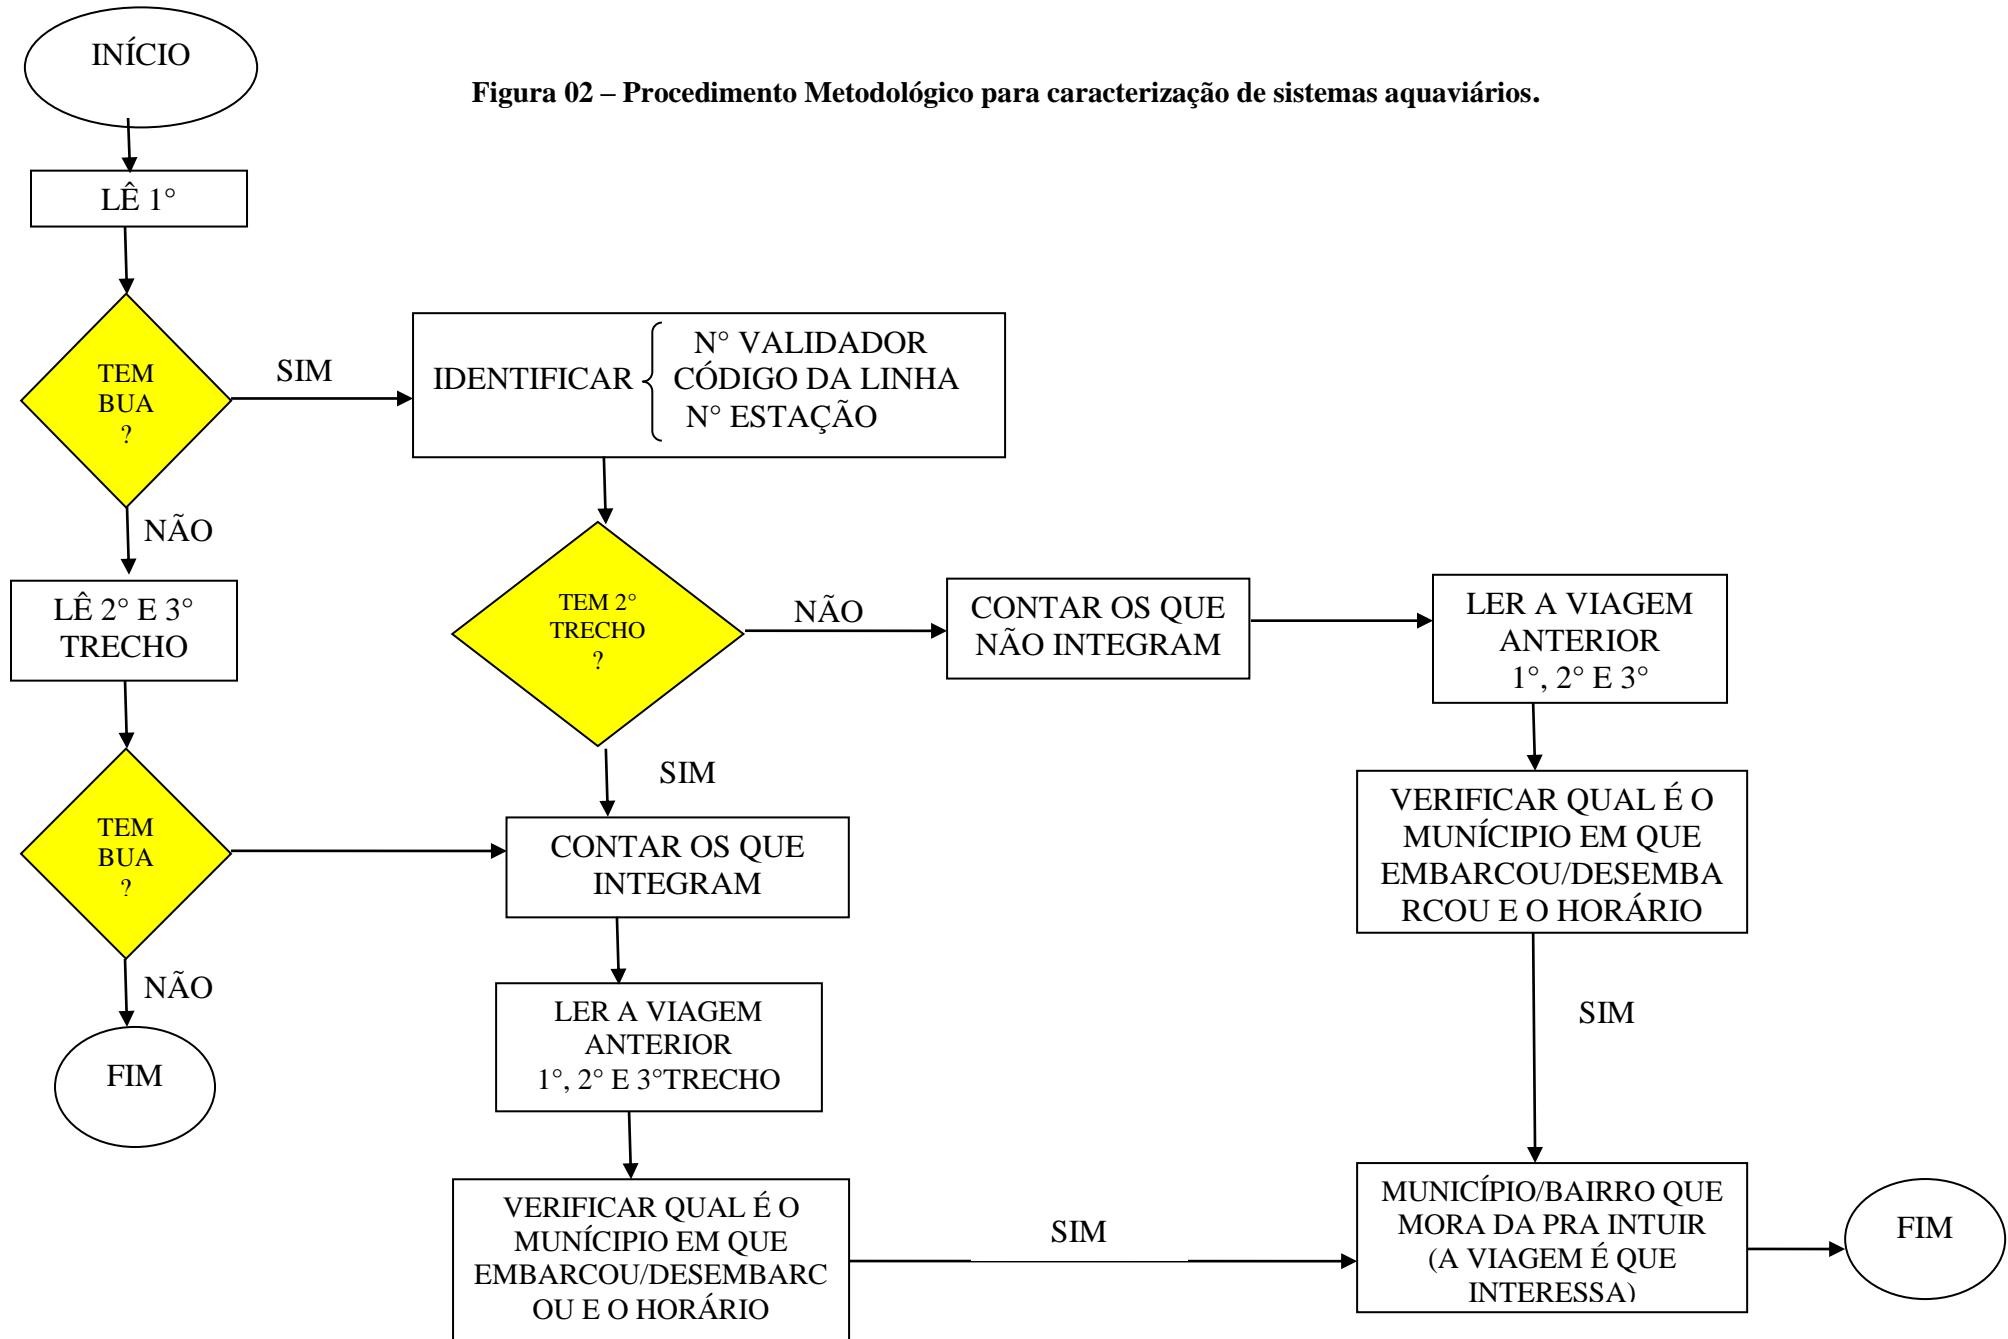 INÍCIO
Figura 02 – Procedimento Metodológico para caracterização de sistemas aquaviários.
LÊ 1°
TEM
BUA
?
SIM
IDENTIFICAR
N° VALIDADOR
CÓDIGO DA LINHA
N° ESTAÇÃO
NÃO
LÊ 2° E 3°
TRECHO
TEM 2°
TRECHO
?
NÃO
CONTAR OS QUE
NÃO INTEGRAM
LER A VIAGEM
ANTERIOR
1°, 2° E 3°
SIM
TEM
BUA
?
CONTAR OS QUE
INTEGRAM
VERIFICAR QUAL É O
MUNÍCIPIO EM QUE
EMBARCOU/DESEMBA
RCOU E O HORÁRIO
NÃO
FIM
LER A VIAGEM
ANTERIOR
1°, 2° E 3°TRECHO
SIM
VERIFICAR QUAL É O
MUNÍCIPIO EM QUE
EMBARCOU/DESEMBARC
OU E O HORÁRIO
SIM
MUNICÍPIO/BAIRRO QUE
MORA DA PRA INTUIR
(A VIAGEM É QUE
INTERESSA)
FIM